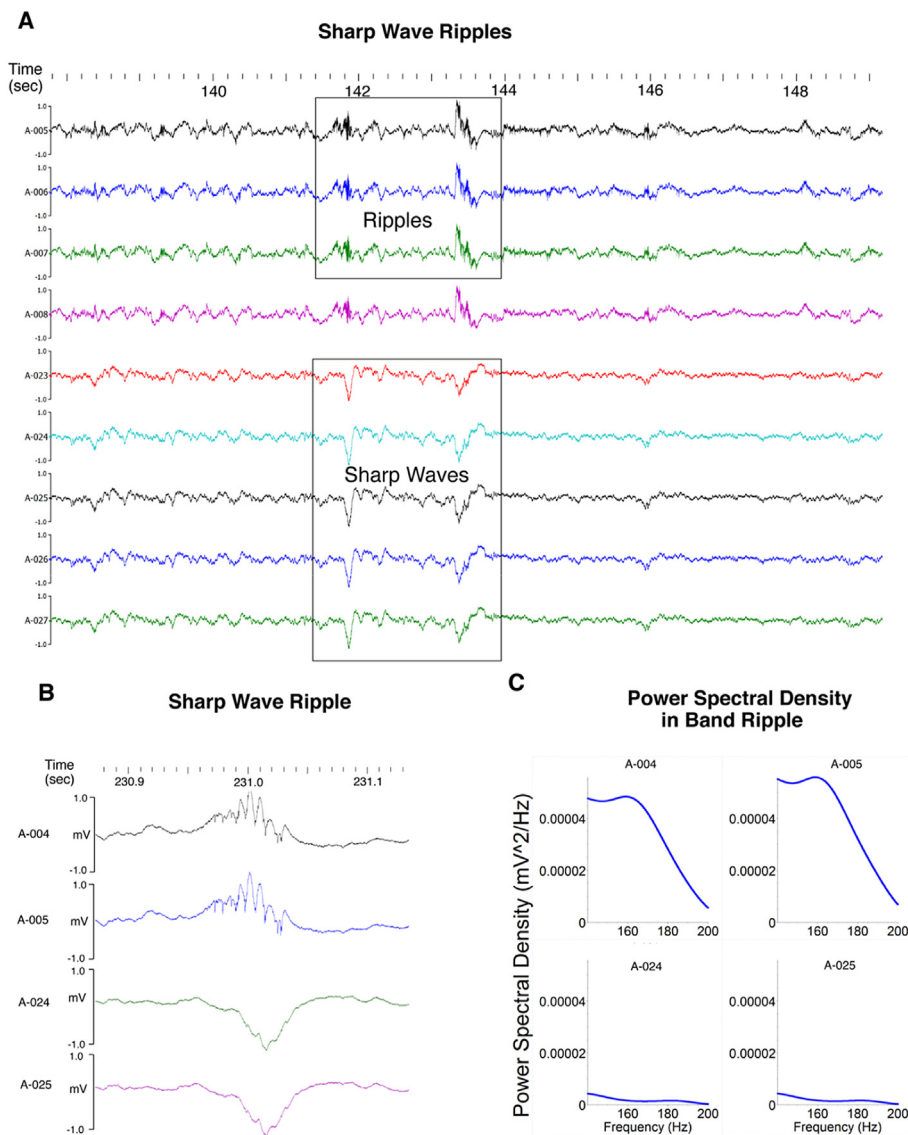 A
Sharp Wave Ripples
Time
(sec)
140 142 144 146 148
1.0
A-005
-1.0
1.0
A-006
-1.0
Ripples
1.0
A-007
-1.0
1.0
A-008
-1.0
1.0
A-023
-1.0
1.0
A-024
-1.0
Sharp Waves
1.0
A-025
-1.0
1.0
A-026
-1.0
1.0
A-027
-1.0
B
Sharp Wave Ripple
Time
(sec)
230.9 231.0 231.1
1.0
A-004 mV
-1.0
1.0
A-005 mV
-1.0
1.0
A-024 mV
-1.0
1.0
A-025 mV
-1.0
C
Power Spectral Density
in Band Ripple
Power Spectral Density (mV^2/Hz)
A-004
0.00004
0.00002
0
160 180 200
A-005
0.00004
0.00002
0
160 180 200
A-024
0.00004
0.00002
0
160 180 200
Frequency (Hz)
A-025
0.00004
0.00002
0
160 180 200
Frequency (Hz)